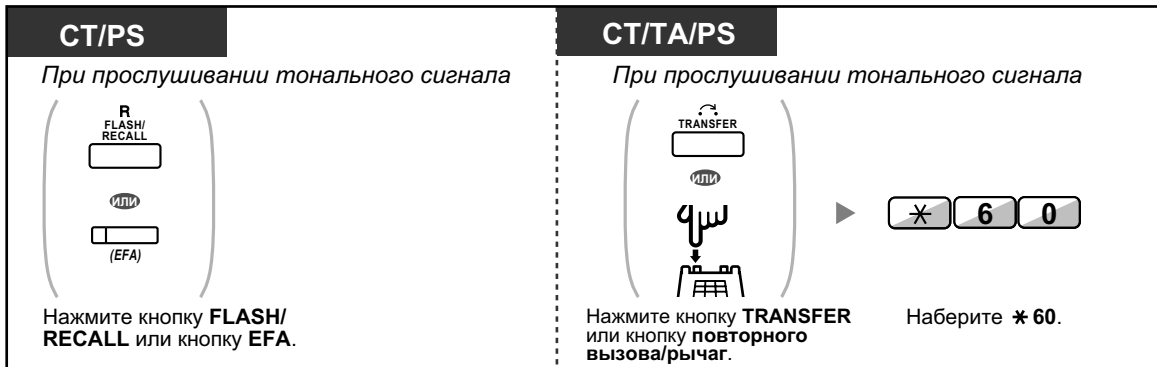 CT/PS
При прослушивании тонального сигнала
R
FLASH/
RECALL
или
(EFA)
Нажмите кнопку FLASH/
RECALL или кнопку EFA.
CT/TA/PS
При прослушивании тонального сигнала
TRANSFER
или
Нажмите кнопку TRANSFER
или кнопку повторного
вызова/рычаг.
* 6 0
Наберите * 60.